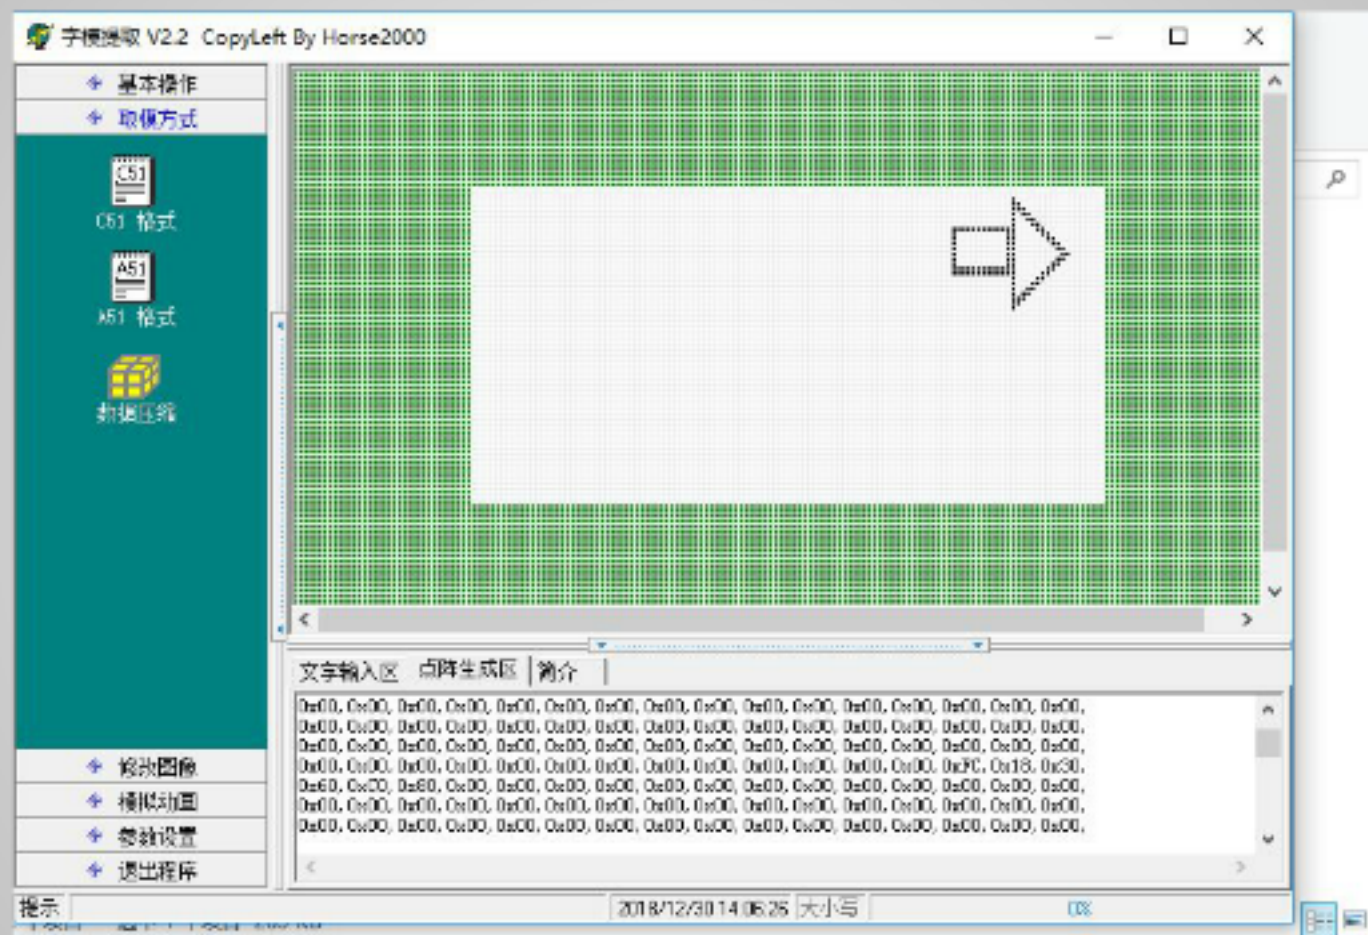 字模提取 V2.2 CopyLeft By Horse2000
基本操作
取模方式
C51
C51 格式
A51
A51 格式
数据压缩
修改图像
模拟动画
参数设置
退出程序
文字输入区 点阵生成区 简介
0x00, 0x00, 0x00, 0x00, 0x00, 0x00, 0x00, 0x00, 0x00, 0x00, 0x00, 0x00, 0x00, 0x00, 0x00, 0x00,
0x00, 0x00, 0x00, 0x00, 0x00, 0x00, 0x00, 0x00, 0x00, 0x00, 0x00, 0x00, 0x00, 0x00, 0x00, 0x00,
0x00, 0x00, 0x00, 0x00, 0x00, 0x00, 0x00, 0x00, 0x00, 0x00, 0x00, 0x00, 0x00, 0x00, 0x00, 0x00,
0x00, 0x00, 0x00, 0x00, 0x00, 0x00, 0x00, 0x00, 0x00, 0x00, 0x00, 0x00, 0x00, 0xFC, 0x18, 0x30,
0x60, 0xC0, 0x80, 0x00, 0x00, 0x00, 0x00, 0x00, 0x00, 0x00, 0x00, 0x00, 0x00, 0x00, 0x00, 0x00,
0x00, 0x00, 0x00, 0x00, 0x00, 0x00, 0x00, 0x00, 0x00, 0x00, 0x00, 0x00, 0x00, 0x00, 0x00, 0x00,
0x00, 0x00, 0x00, 0x00, 0x00, 0x00, 0x00, 0x00, 0x00, 0x00, 0x00, 0x00, 0x00, 0x00, 0x00, 0x00,
提示 2018/12/30 14:06:26 大小写 0%